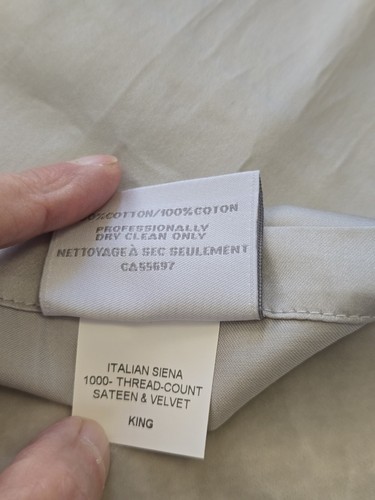 0%COTTON/100%COTON
PROFESSIONALLY
DRY CLEAN ONLY
NETTOYAGE À SEC SEULEMENT
CA55697
ITALIAN SIENA
1000- THREAD-COUNT
SATEEN & VELVET
KING